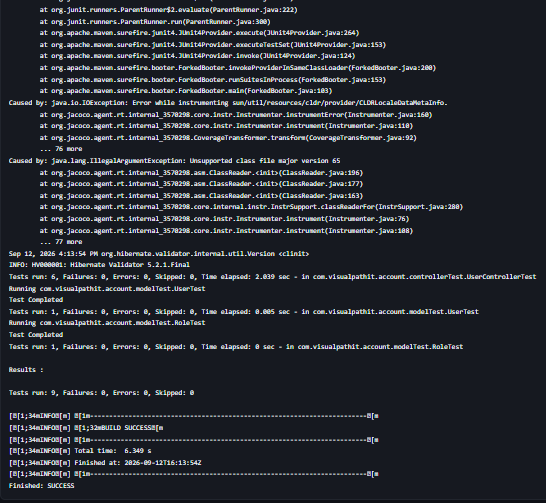 at org.junit.runners.ParentRunner$2.evaluate(ParentRunner.java:222)
at org.junit.runners.ParentRunner.run(ParentRunner.java:300)
at org.apache.maven.surefire.junit4.JUnit4Provider.execute(JUnit4Provider.java:264)
at org.apache.maven.surefire.junit4.JUnit4Provider.executeTestSet(JUnit4Provider.java:153)
at org.apache.maven.surefire.junit4.JUnit4Provider.invoke(JUnit4Provider.java:124)
at org.apache.maven.surefire.booter.ForkedBooter.invokeProviderInSameClassLoader(ForkedBooter.java:200)
at org.apache.maven.surefire.booter.ForkedBooter.runSuitesInProcess(ForkedBooter.java:153)
at org.apache.maven.surefire.booter.ForkedBooter.main(ForkedBooter.java:103)
Caused by: java.io.IOException: Error while instrumenting sun/util/resources/cldr/provider/CLDRLocaleDataMetaInfo.
at org.jacoco.agent.rt.internal_3570298.core.instr.Instrumenter.instrumentError(Instrumenter.java:160)
at org.jacoco.agent.rt.internal_3570298.core.instr.Instrumenter.instrument(Instrumenter.java:110)
at org.jacoco.agent.rt.internal_3570298.CoverageTransformer.transform(CoverageTransformer.java:92)
... 76 more
Caused by: java.lang.IllegalArgumentException: Unsupported class file major version 65
at org.jacoco.agent.rt.internal_3570298.asm.ClassReader.<init>(ClassReader.java:196)
at org.jacoco.agent.rt.internal_3570298.asm.ClassReader.<init>(ClassReader.java:177)
at org.jacoco.agent.rt.internal_3570298.asm.ClassReader.<init>(ClassReader.java:163)
at org.jacoco.agent.rt.internal_3570298.core.internal.instr.InstrSupport.classReaderFor(InstrSupport.java:280)
at org.jacoco.agent.rt.internal_3570298.core.instr.Instrumenter.instrument(Instrumenter.java:76)
at org.jacoco.agent.rt.internal_3570298.core.instr.Instrumenter.instrument(Instrumenter.java:108)
... 77 more
Sep 12, 2026 4:13:54 PM org.hibernate.validator.internal.util.Version <clinit>
INFO: HV000001: Hibernate Validator 5.2.1.Final
Tests run: 6, Failures: 0, Errors: 0, Skipped: 0, Time elapsed: 2.039 sec - in com.visualpathit.account.controllerTest.UserControllerTest
Running com.visualpathit.account.modelTest.UserTest
Test Completed
Tests run: 1, Failures: 0, Errors: 0, Skipped: 0, Time elapsed: 0.005 sec - in com.visualpathit.account.modelTest.UserTest
Running com.visualpathit.account.modelTest.RoleTest
Test Completed
Tests run: 1, Failures: 0, Errors: 0, Skipped: 0, Time elapsed: 0 sec - in com.visualpathit.account.modelTest.RoleTest
Results :
Tests run: 9, Failures: 0, Errors: 0, Skipped: 0
[B[1;34mINFOB[m] B[1m------------------------------------------------------------------------B[m
[B[1;34mINFOB[m] B[1;32mBUILD SUCCESSB[m
[B[1;34mINFOB[m] B[1m------------------------------------------------------------------------B[m
[B[1;34mINFOB[m] Total time:  6.349 s
[B[1;34mINFOB[m] Finished at: 2026-09-12T16:13:54Z
[B[1;34mINFOB[m] B[1m------------------------------------------------------------------------B[m
Finished: SUCCESS